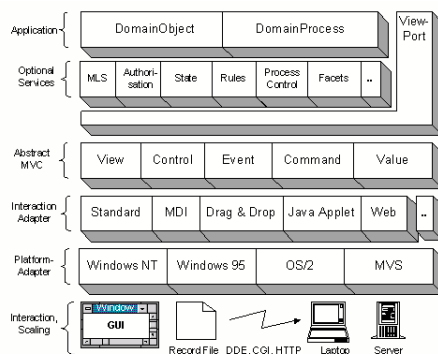 Application
DomainObject
DomainProcess
View-
Port
Optional
Services
MLS
Authori-
sation
State
Rules
Process
Control
Facets
..
Abstract
MVC
View
Control
Event
Command
Value
Interaction
Adapter
Standard
MDI
Drag & Drop
Java Applet
Web
..
Platform-
Adapter
Windows NT
Windows 95
OS/2
MVS
Interaction,
Scaling
Window
GUI
Record File
DDE, CGI, HTTP
Laptop
Server